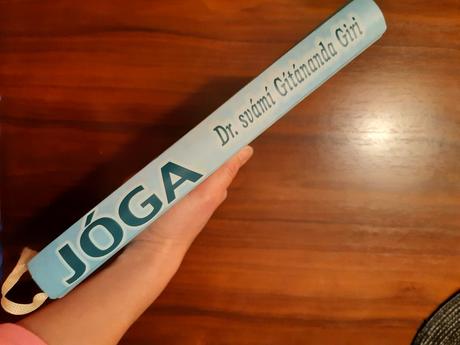 JÓGA
Dr. svámí Gítánanda Giri